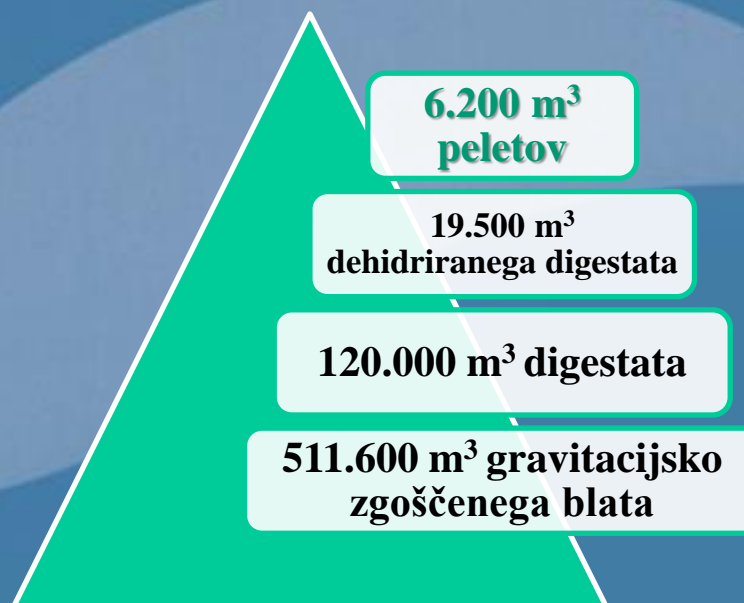 6.200 m³
peletov
19.500 m³
dehidriranega digestata
120.000 m³ digestata
511.600 m³ gravitacijsko
zgoščenega blata